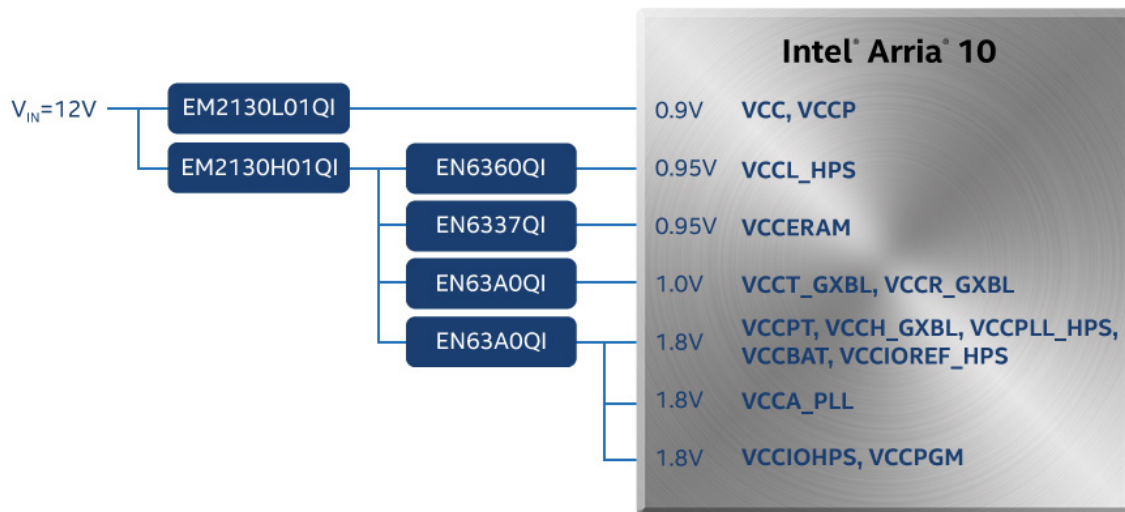 Intel® Arria® 10
VIN=12V
EM2130L01QI
0.9V VCC, VCCP
EM2130H01QI
EN6360QI
0.95V VCCL_HPS
EN6337QI
0.95V VCCERAM
EN63A0QI
1.0V VCCT_GXBL, VCCR_GXBL
EN63A0QI
1.8V VCCPT, VCCH_GXBL, VCCPLL_HPS,
VCCBAT, VCCIOREF_HPS
1.8V VCCA_PLL
1.8V VCCIOHPS, VCCPGM